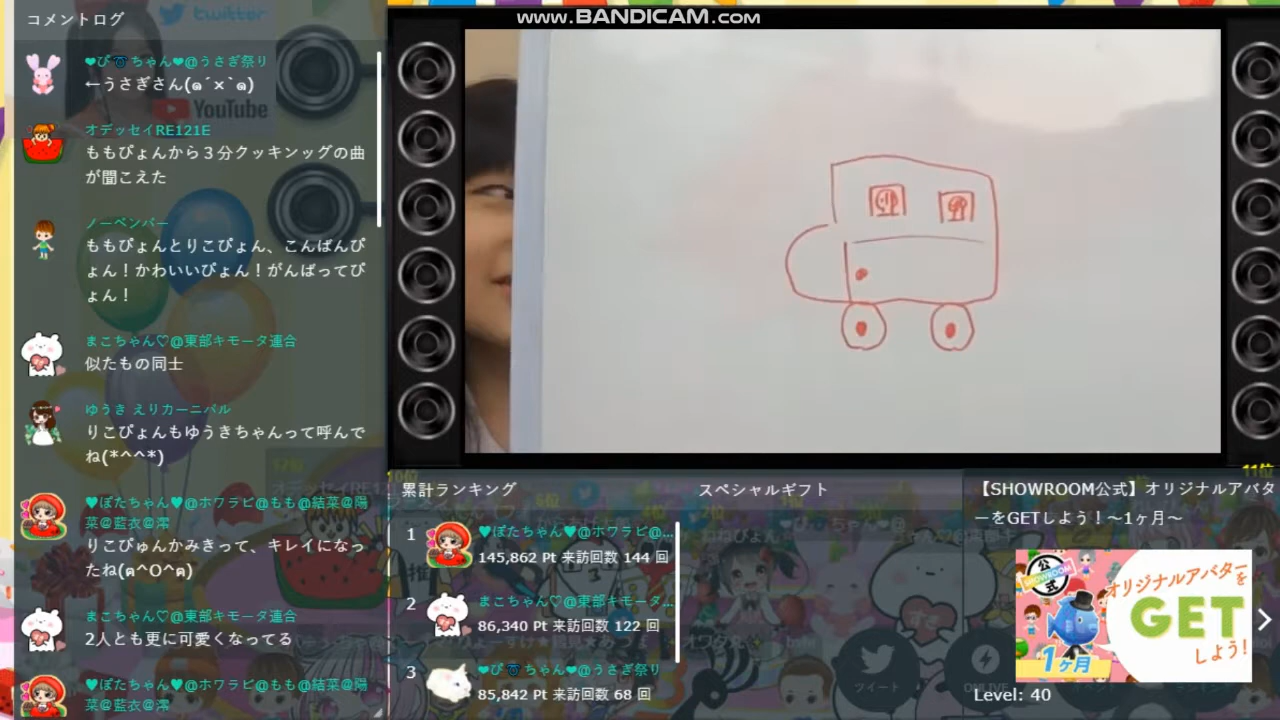 www.BANDICAM.com
コメントログ
twitter
YouTube
❤ぴ➰ちゃん❤@うさぎ祭り
←うさぎさん(๑´×`๑)
オデッセイRE121E
ももぴょんから３分クッキンッグの曲
が聞こえた
ノーベンバー
ももぴょんとりこぴょん、こんばんぴ
ょん！かわいいぴょん！がんばってぴ
ょん！
まこちゃん♡@東部キモータ連合
似たもの同士
ゆうき えりカーニバル
りこぴょんもゆうきちゃんって呼んで
ね(*^^*)
♥ぽたちゃん♥@ホワラビ@もも@結菜@陽
菜@藍衣@澪
りこぴゅんかみきって、キレイになっ
たね(ฅ^O^ฅ)
まこちゃん♡@東部キモータ連合
2人とも更に可愛くなってる
♥ぽたちゃん♥@ホワラビ@もも@結菜@陽
菜@藍衣@澪
累計ランキング
1
♥ぽたちゃん♥@ホワラビ@...
145,862 Pt 来訪回数 144 回
2
まこちゃん♡@東部キモータ...
86,340 Pt 来訪回数 122 回
3
❤ぴ➰ちゃん❤@うさぎ祭り
85,842 Pt 来訪回数 68 回
スペシャルギフト
ツイート
11位
【SHOWROOM公式】オリジナルアバタ
ーをGETしよう！～1ヶ月～
公式
SHOWROOM
オリジナルアバターを
GET
しよう!
1ヶ月
Level: 40